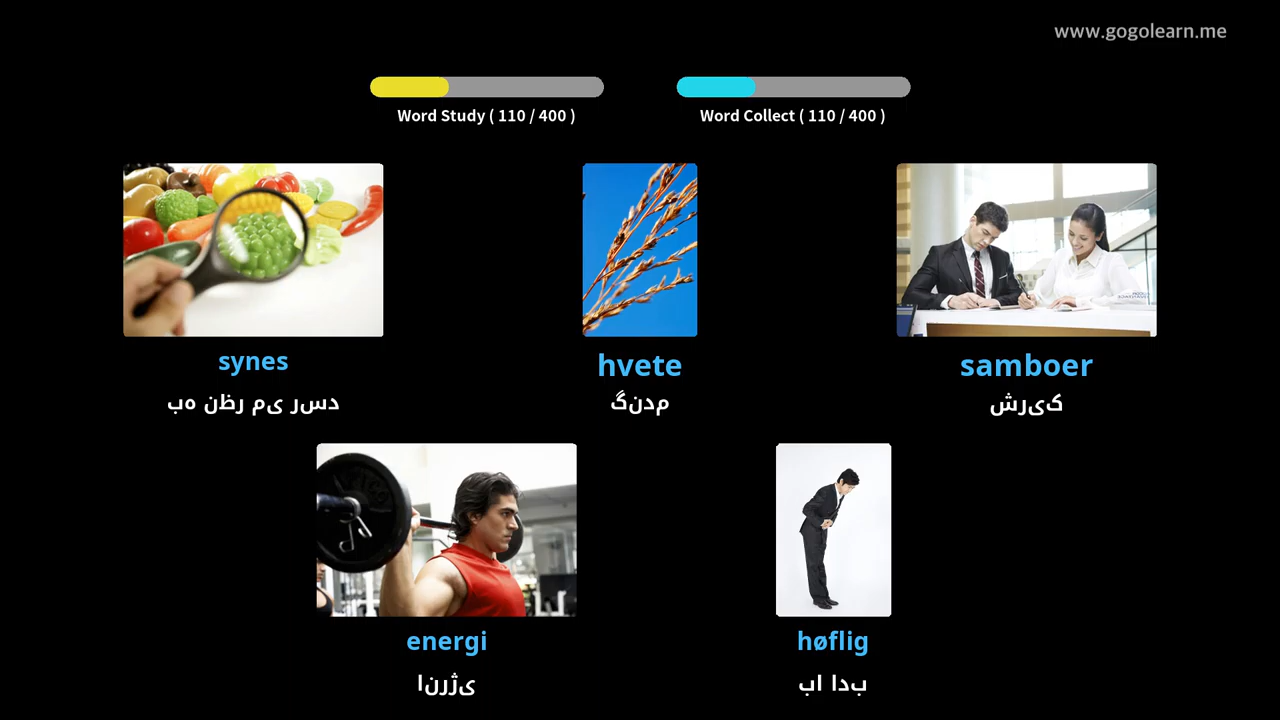 www.gogolearn.me
Word Study ( 110 / 400 )
Word Collect ( 110 / 400 )
synes
دسر یم رظن هب
hvete
مدنگ
samboer
کیرش
energi
یژرنا
høflig
بدا اب